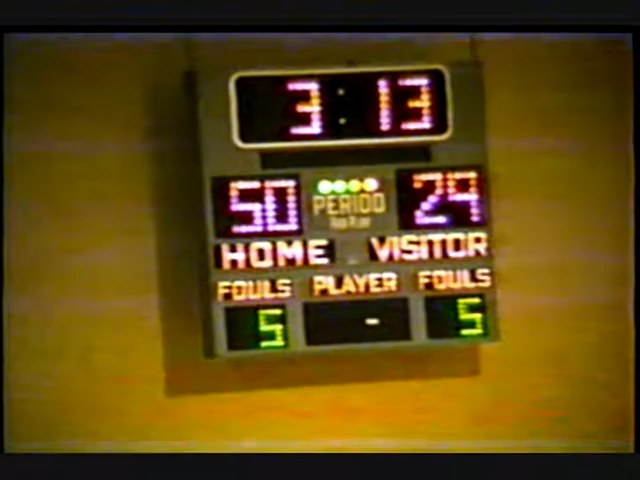 3:13
50 PERIOD 29
HOME VISITOR
FOULS PLAYER FOULS
5 - 5